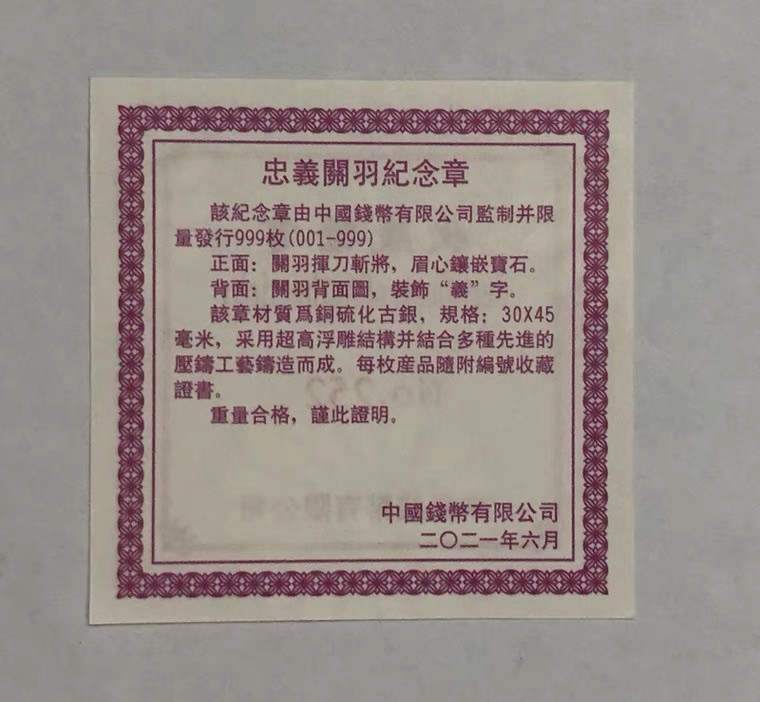 忠義關羽紀念章
該紀念章由中國錢幣有限公司監制并限
量發行999枚(001-999)
正面：關羽揮刀斬將，眉心鑲嵌寶石。
背面：關羽背面圖，裝飾“義”字。
該章材質爲銅硫化古銀，規格：30X45
毫米，采用超高浮雕結構并結合多種先進的
壓鑄工藝鑄造而成。每枚産品隨附編號收藏
證書。
重量合格，謹此證明。
中國錢幣有限公司
二〇二一年六月